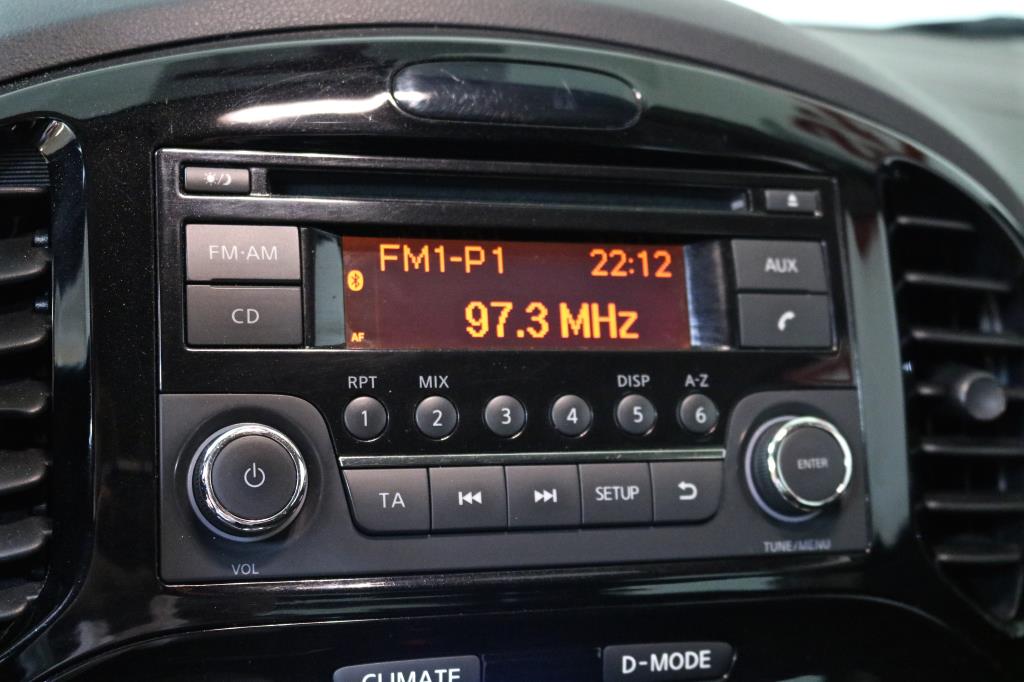 FM·AM
CD
FM1-P1 22:12
97.3 MHz
AF
AUX
RPT MIX DISP A-Z
1 2 3 4 5 6
TA SETUP
ENTER
VOL
TUNE/MENU
CLIMATE
D-MODE